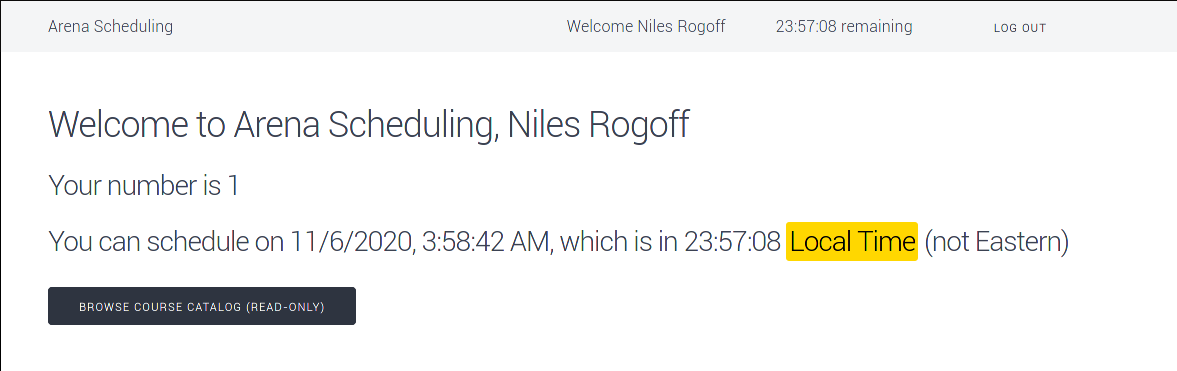 Arena Scheduling Welcome Niles Rogoff 23:57:08 remaining LOG OUT
Welcome to Arena Scheduling, Niles Rogoff
Your number is 1
You can schedule on 11/6/2020, 3:58:42 AM, which is in 23:57:08 Local Time (not Eastern)
BROWSE COURSE CATALOG (READ-ONLY)